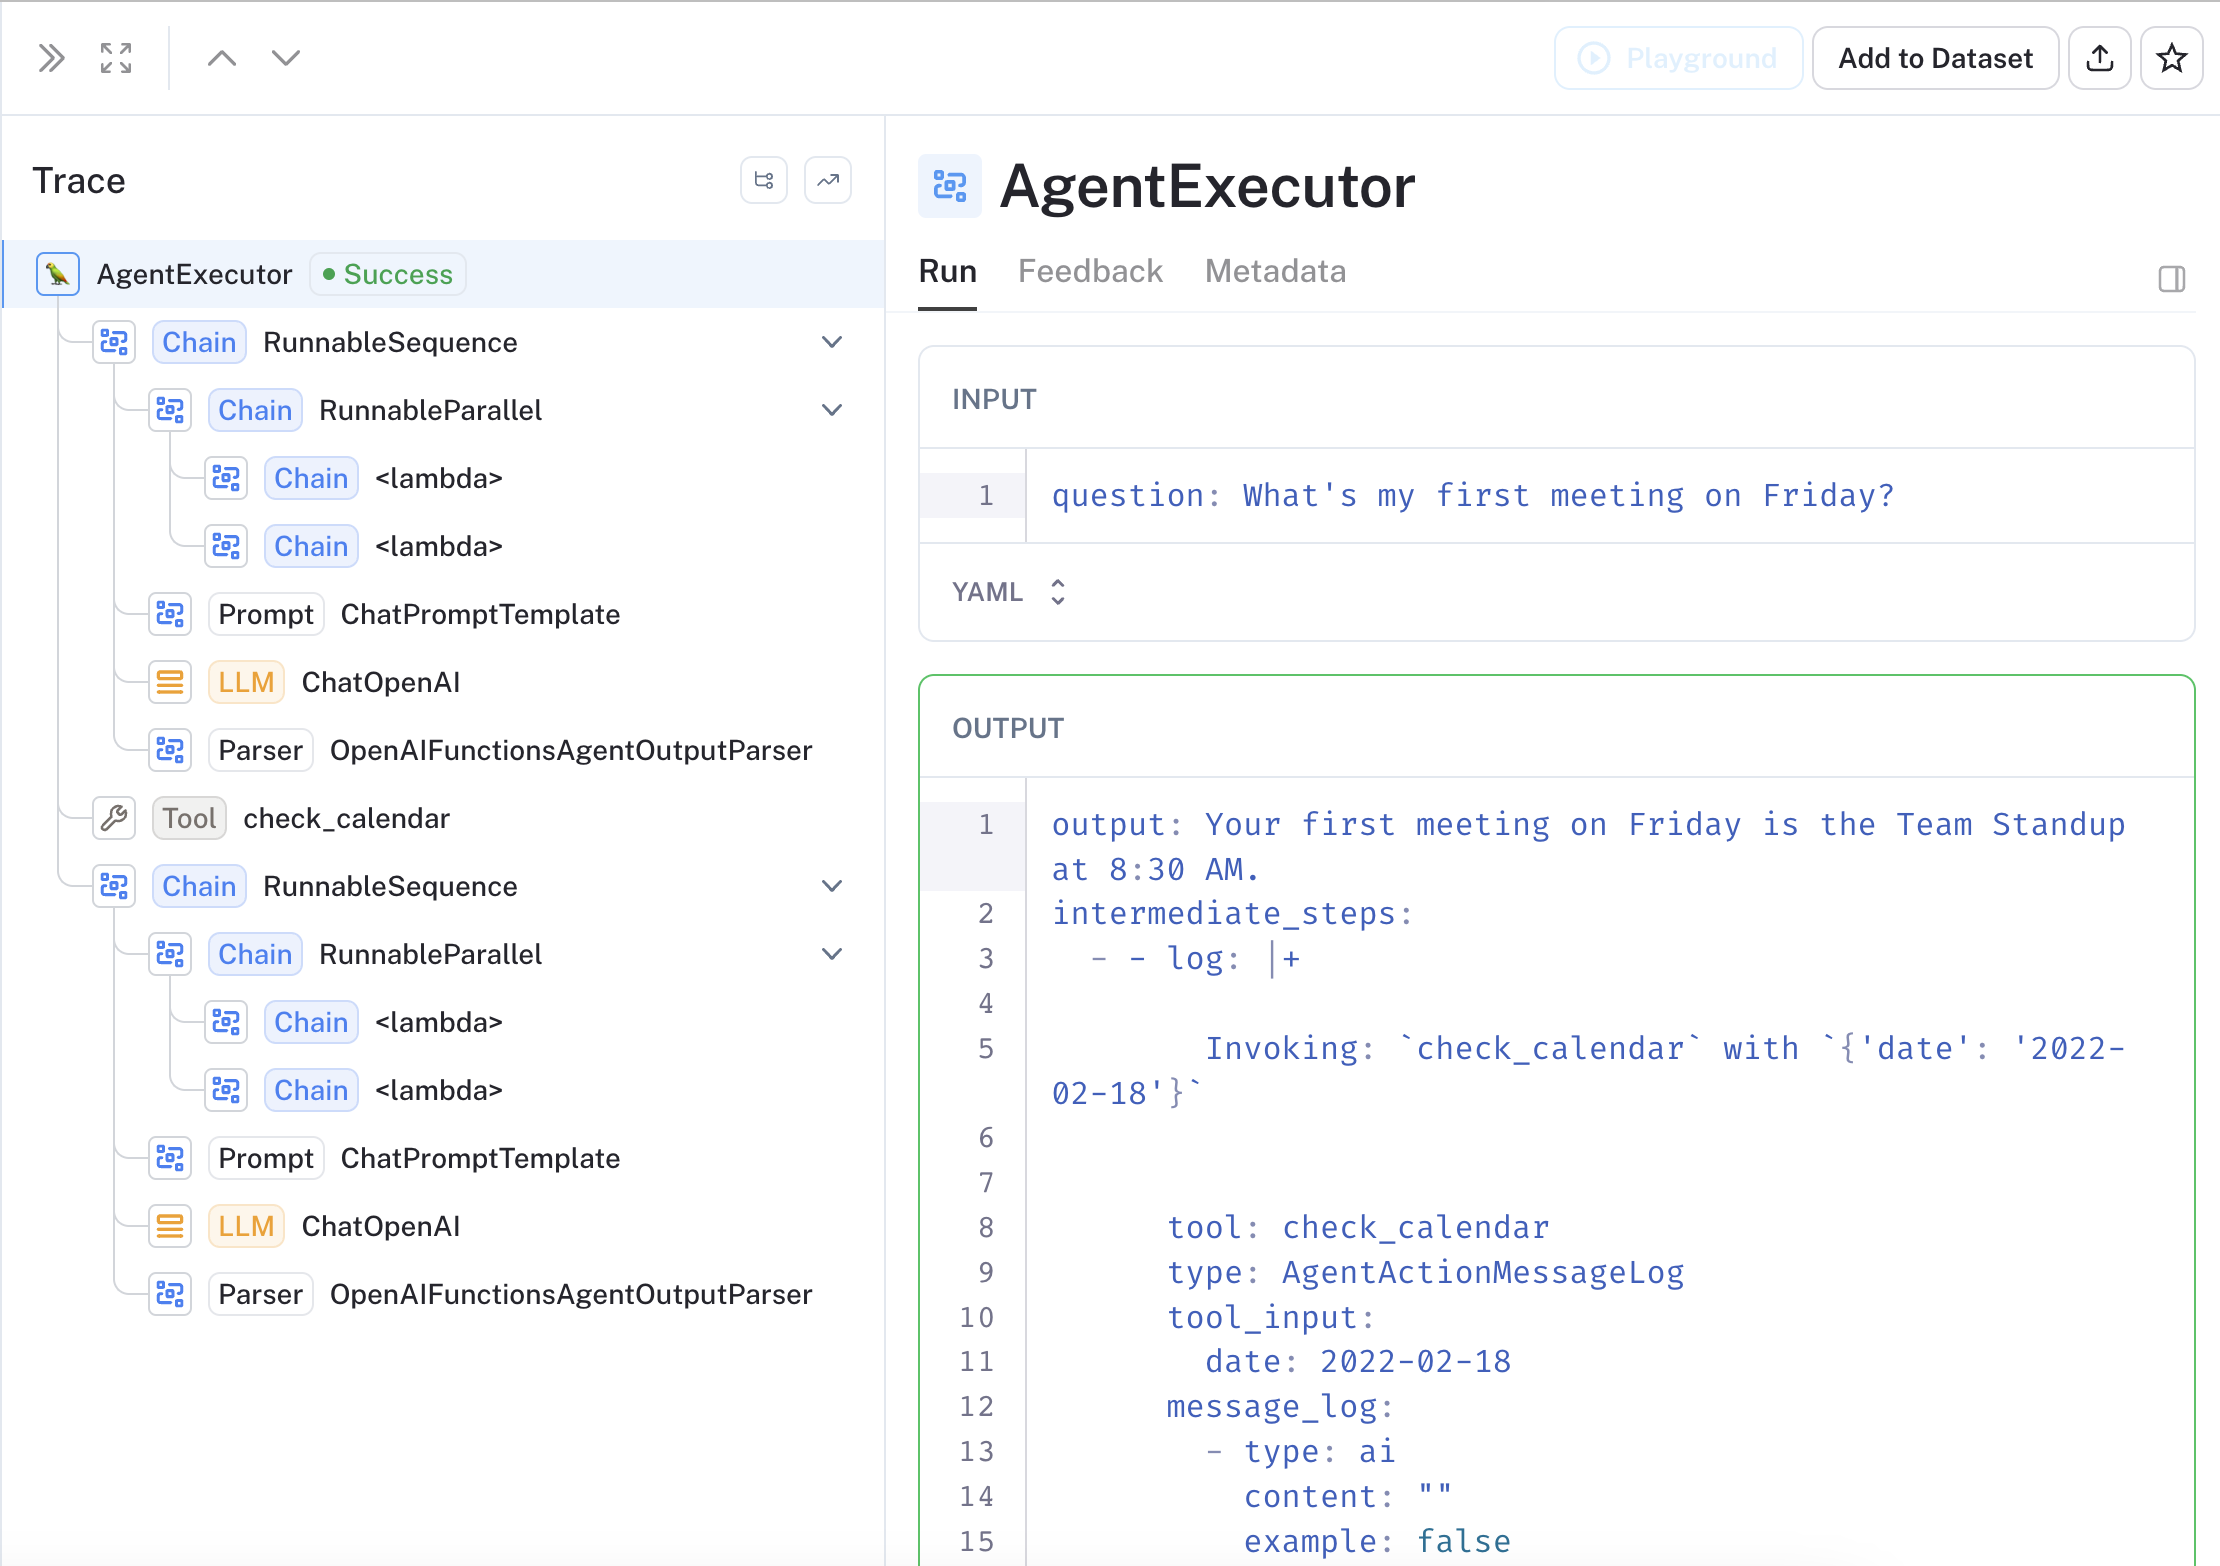 Playground
Add to Dataset
Trace
AgentExecutor Success
Chain RunnableSequence
Chain RunnableParallel
Chain <lambda>
Chain <lambda>
Prompt ChatPromptTemplate
LLM ChatOpenAI
Parser OpenAIFunctionsAgentOutputParser
Tool check_calendar
Chain RunnableSequence
Chain RunnableParallel
Chain <lambda>
Chain <lambda>
Prompt ChatPromptTemplate
LLM ChatOpenAI
Parser OpenAIFunctionsAgentOutputParser
AgentExecutor
Run Feedback Metadata
INPUT
1 question: What's my first meeting on Friday?
YAML
OUTPUT
1 output: Your first meeting on Friday is the Team Standup
at 8:30 AM.
2 intermediate_steps:
3 - - log: |+
4
5 Invoking: `check_calendar` with `{'date': '2022-
02-18'}`
6
7
8 tool: check_calendar
9 type: AgentActionMessageLog
10 tool_input:
11 date: 2022-02-18
12 message_log:
13 - type: ai
14 content: ""
15 example: false